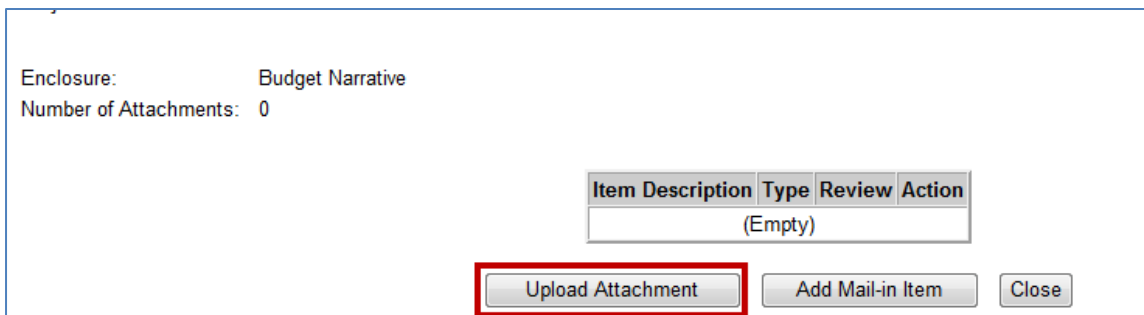 Enclosure: Budget Narrative
Number of Attachments: 0
Item Description Type Review Action
(Empty)
Upload Attachment Add Mail-in Item Close